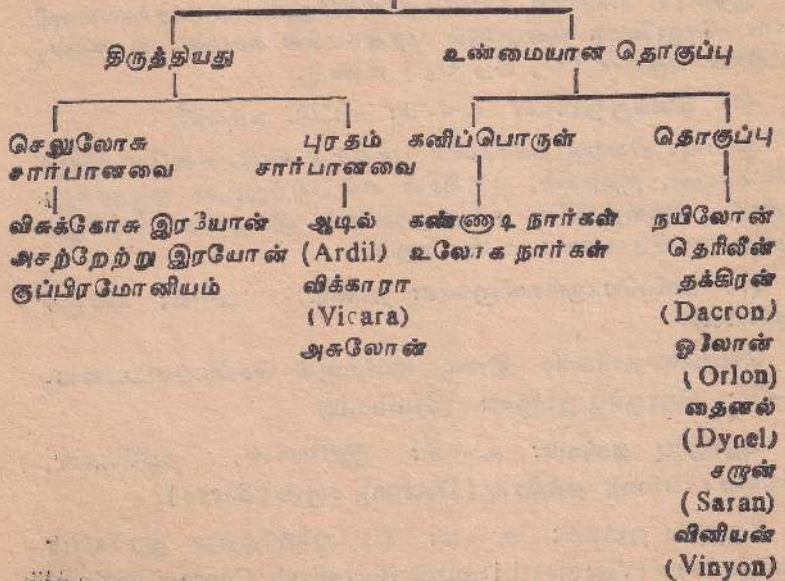 திருத்தியது
உண்மையான தொகுப்பு
செலுலோசு சார்பானவை
புரதம் சார்பானவை
கனிப்பொருள்
தொகுப்பு
விசுக்கோசு இரயோன்
அசற்றேற்று இரயோன்
குப்பிரமோனியம்
ஆடில்
(Ardil)
விக்காரா
(Vicara)
அசுலோன்
கண்ணாடி நார்கள்
உலோக நார்கள்
நயிலோன்
தெரிலீன்
தக்கிரன்
(Dacron)
ஓலோன்
(Orlon)
தைனல்
(Dynel)
சறான்
(Saran)
வினியன்
(Vinyon)